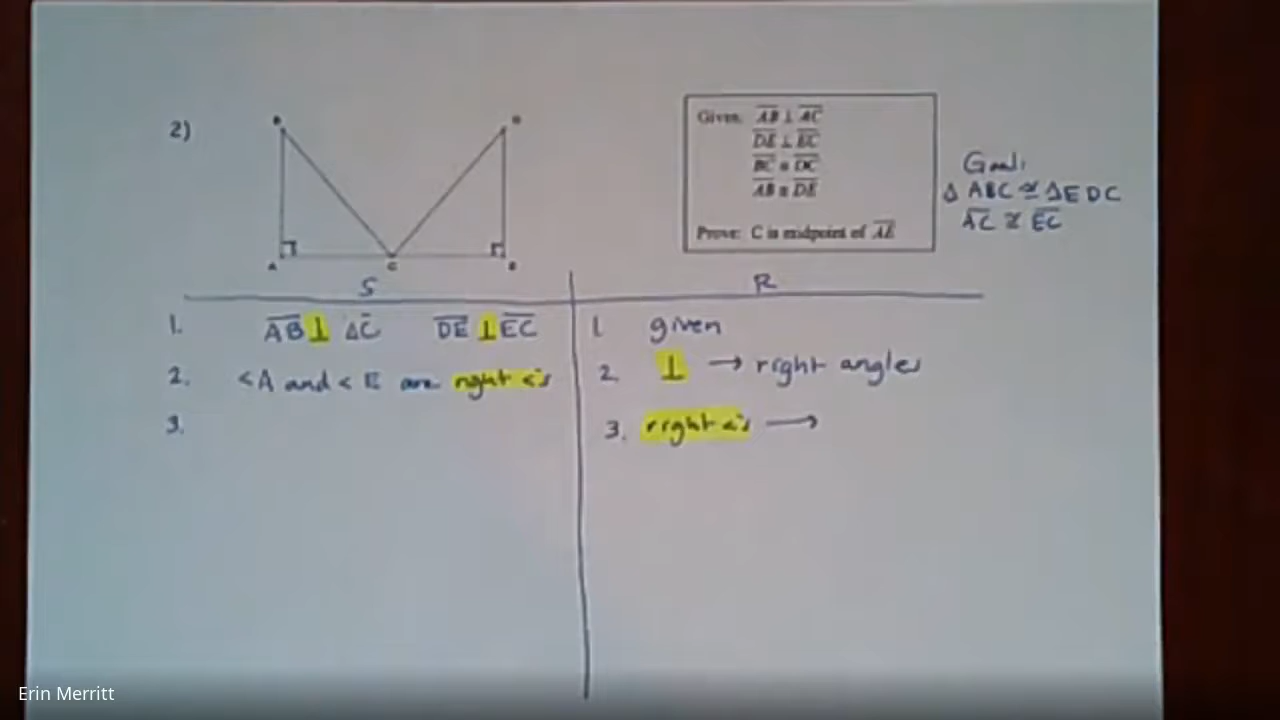 2)
B
D
A
C
E
Given: AB ⊥ AC
DE ⊥ EC
BC ≅ DC
AB ≅ DE
Prove: C is midpoint of AE
Goal:
△ ABC ≅ △EDC
AC ≅ EC
S
R
1. AB ⊥ AC DE ⊥ EC
1. given
2. <A and <E are right <'s
2. ⊥ → right angles
3.
3. right <'s →
Erin Merritt